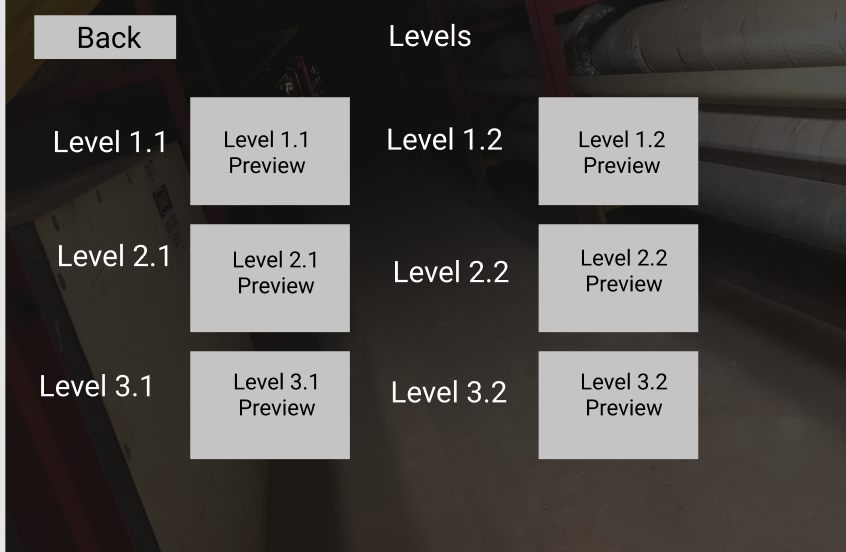 Back
Levels
Level 1.1
Level 1.1
Preview
Level 1.2
Level 1.2
Preview
Level 2.1
Level 2.1
Preview
Level 2.2
Level 2.2
Preview
Level 3.1
Level 3.1
Preview
Level 3.2
Level 3.2
Preview